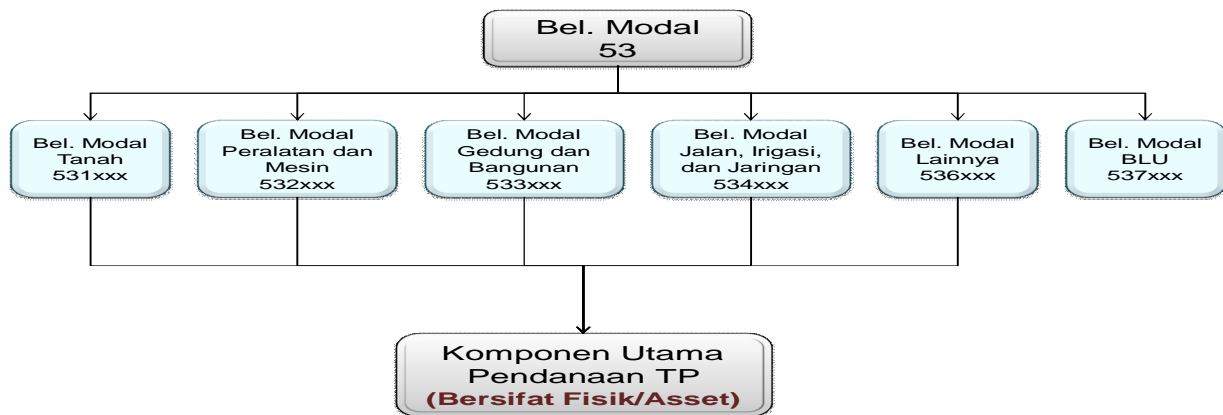 Bel. Modal
53
Bel. Modal
Tanah
531xxx
Bel. Modal
Peralatan dan
Mesin
532xxx
Bel. Modal
Gedung dan
Bangunan
533xxx
Bel. Modal
Jalan, Irigasi,
dan Jaringan
534xxx
Bel. Modal
Lainnya
536xxx
Bel. Modal
BLU
537xxx
Komponen Utama
Pendanaan TP
(Bersifat Fisik/Asset)